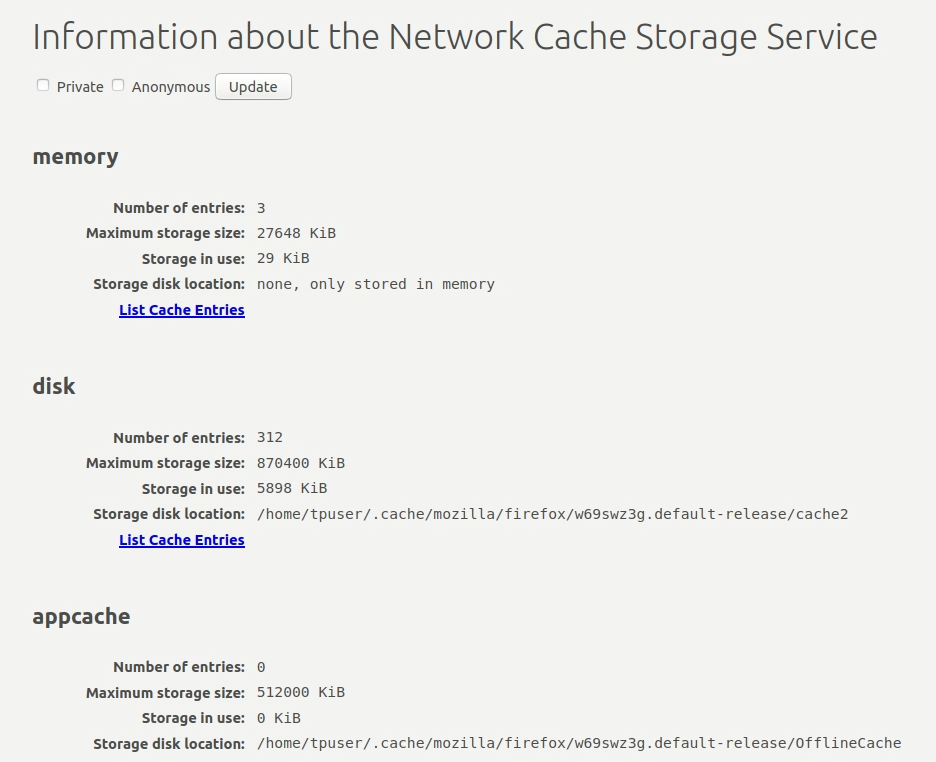 Information about the Network Cache Storage Service
Private Anonymous Update
memory
Number of entries: 3
Maximum storage size: 27648 KiB
Storage in use: 29 KiB
Storage disk location: none, only stored in memory
List Cache Entries
disk
Number of entries: 312
Maximum storage size: 870400 KiB
Storage in use: 5898 KiB
Storage disk location: /home/tpuser/.cache/mozilla/firefox/w69swz3g.default-release/cache2
List Cache Entries
appcache
Number of entries: 0
Maximum storage size: 512000 KiB
Storage in use: 0 KiB
Storage disk location: /home/tpuser/.cache/mozilla/firefox/w69swz3g.default-release/OfflineCache